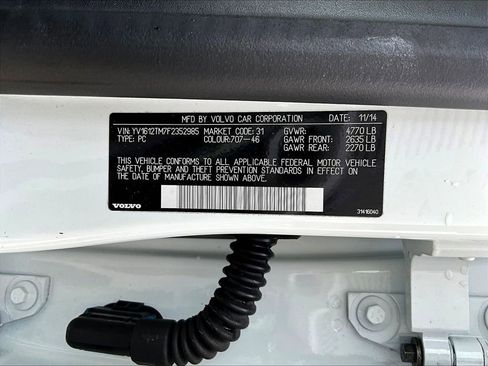 MFD BY VOLVO CAR CORPORATION DATE: 11/14
VIN: YV1612TM7F2352985 MARKET CODE: 31 GVWR: 4770 LB
TYPE: PC COLOUR: 707-46 GAWR FRONT: 2635 LB
GAWR REAR: 2270 LB
THIS VEHICLE CONFORMS TO ALL APPLICABLE FEDERAL MOTOR VEHICLE
SAFETY, BUMPER AND THEFT PREVENTION STANDARDS IN EFFECT ON
THE DATE OF MANUFACTURE SHOWN ABOVE.
VOLVO 31416040